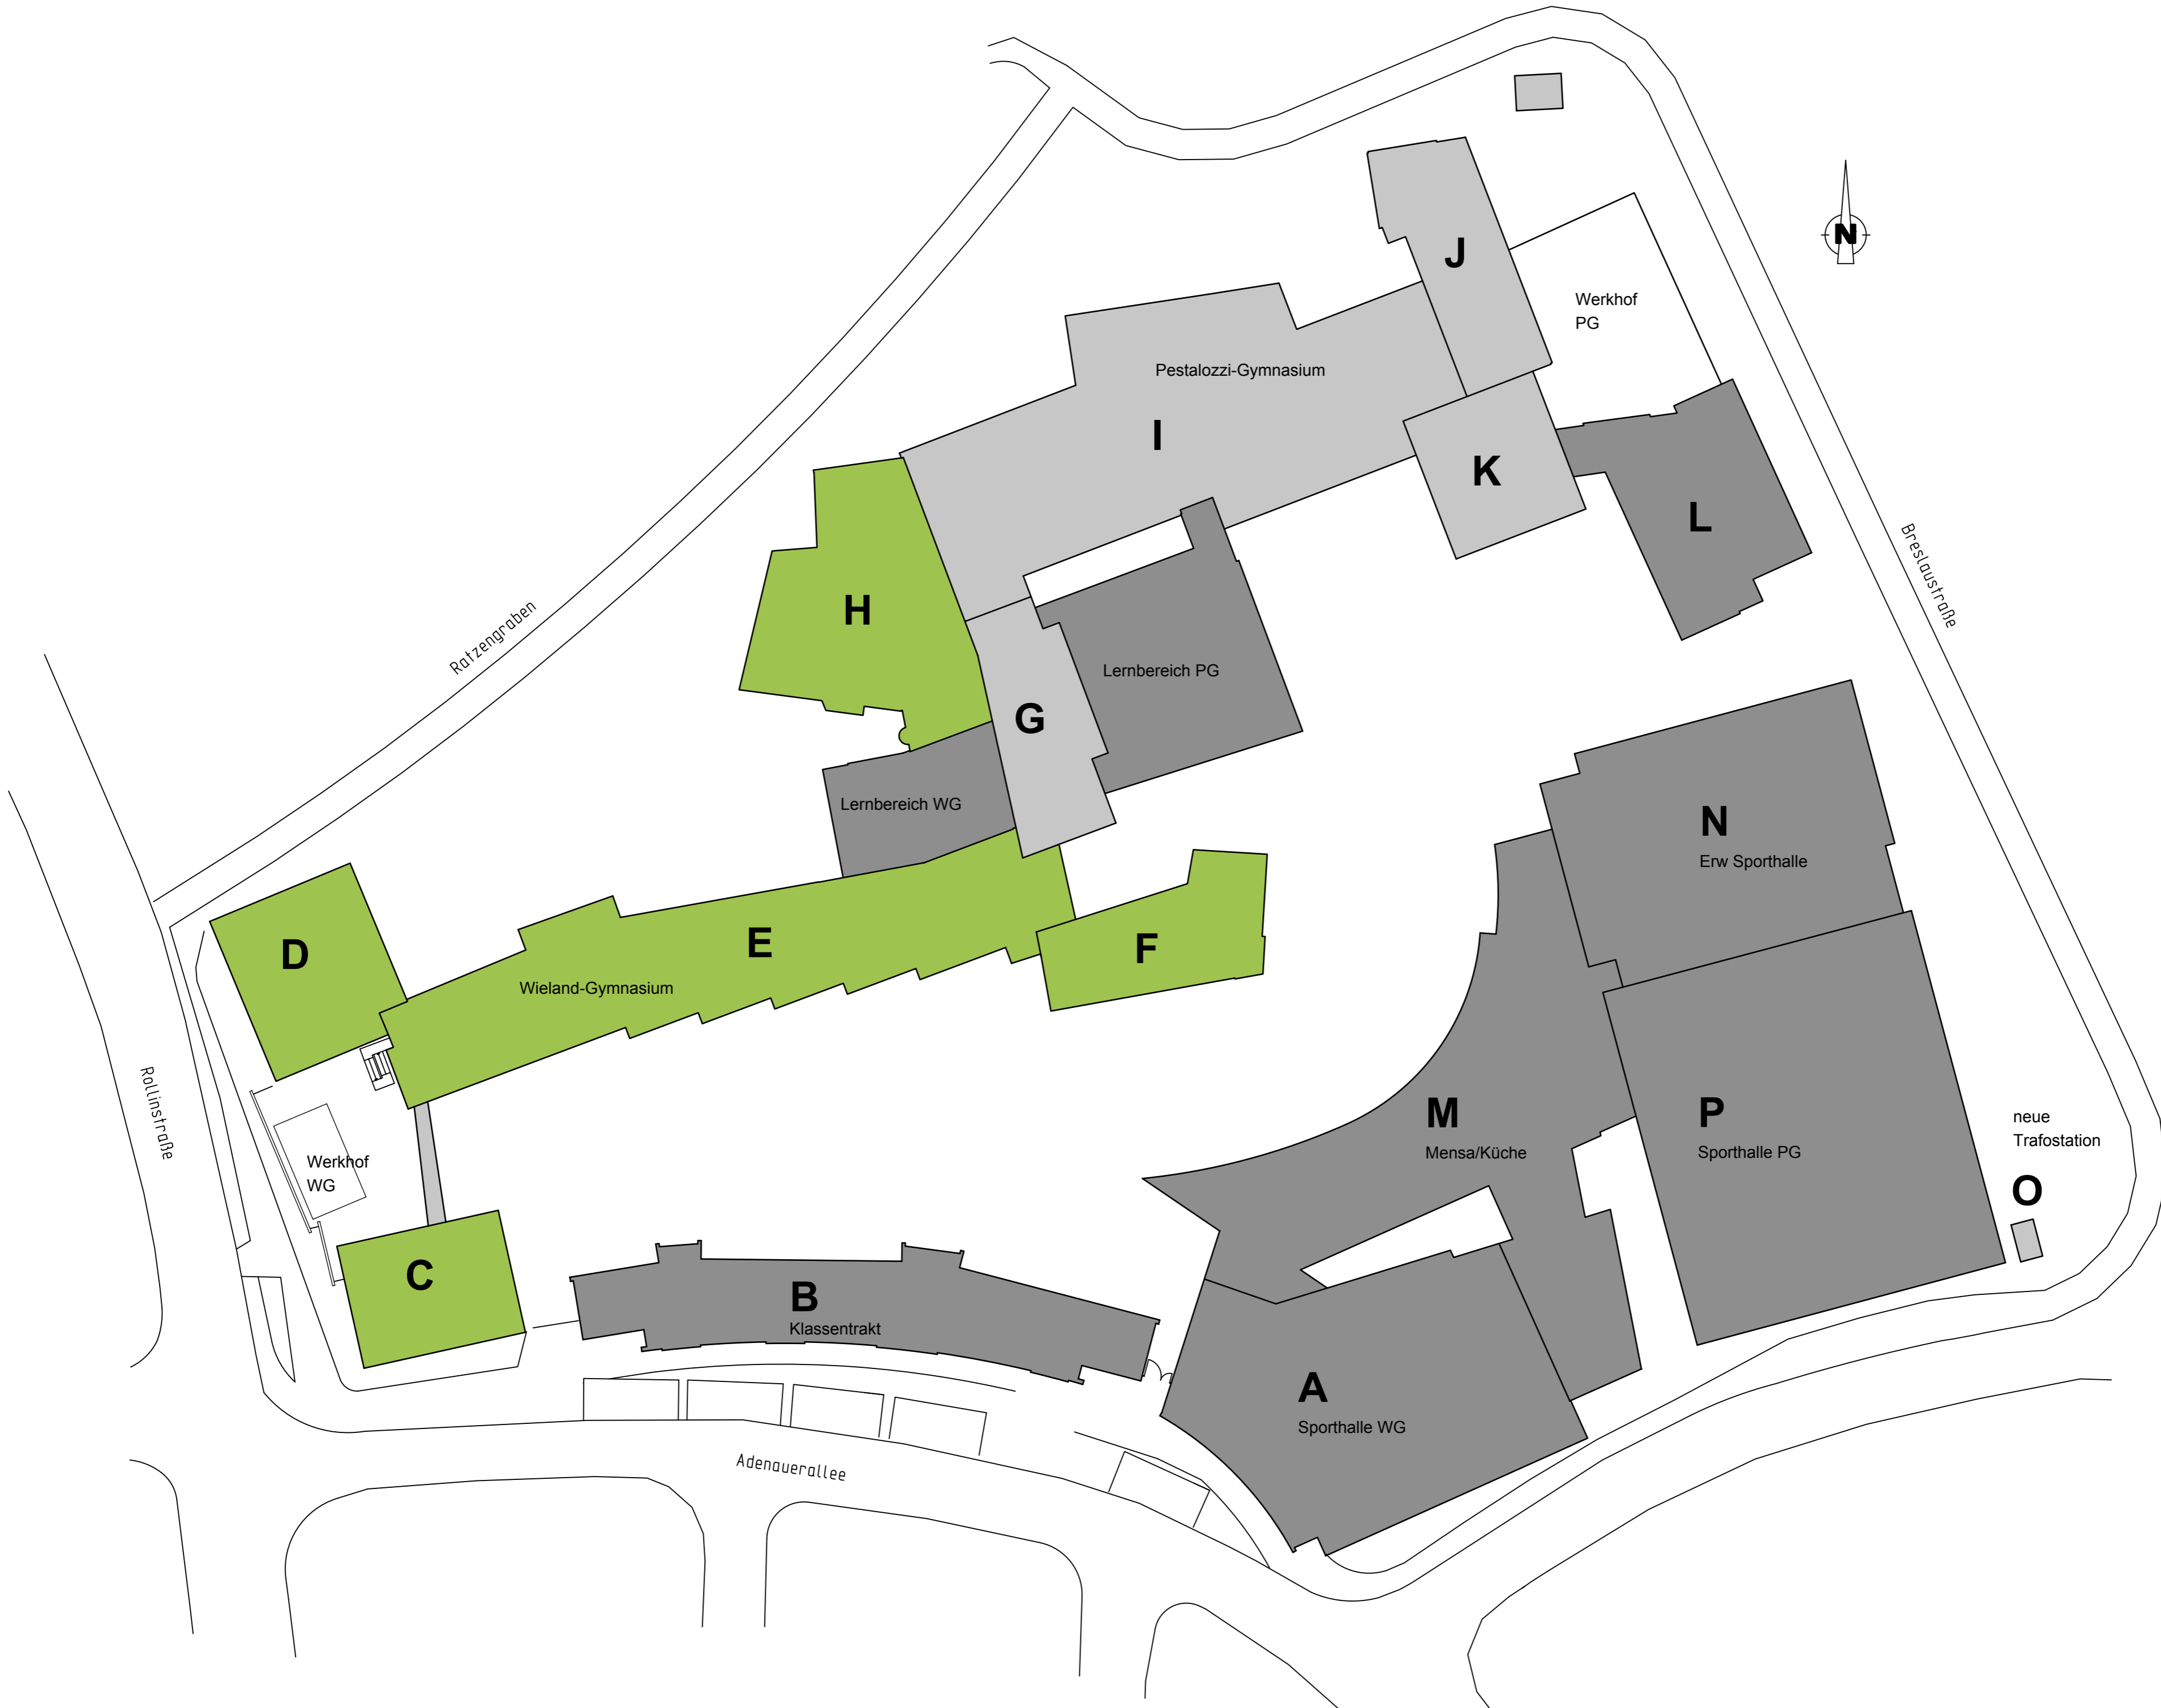 N
J
Werkhof
PG
Pestalozzi-Gymnasium
I
K
L
Breslaustraße
H
Ratzengraben
Lernbereich PG
G
Lernbereich WG
N
Erw Sporthalle
E
F
D
Wieland-Gymnasium
Rollinstraße
M
Mensa/Küche
P
Sporthalle PG
neue
Trafostation
O
Werkhof
WG
C
B
Klassentrakt
A
Sporthalle WG
Adenauerallee